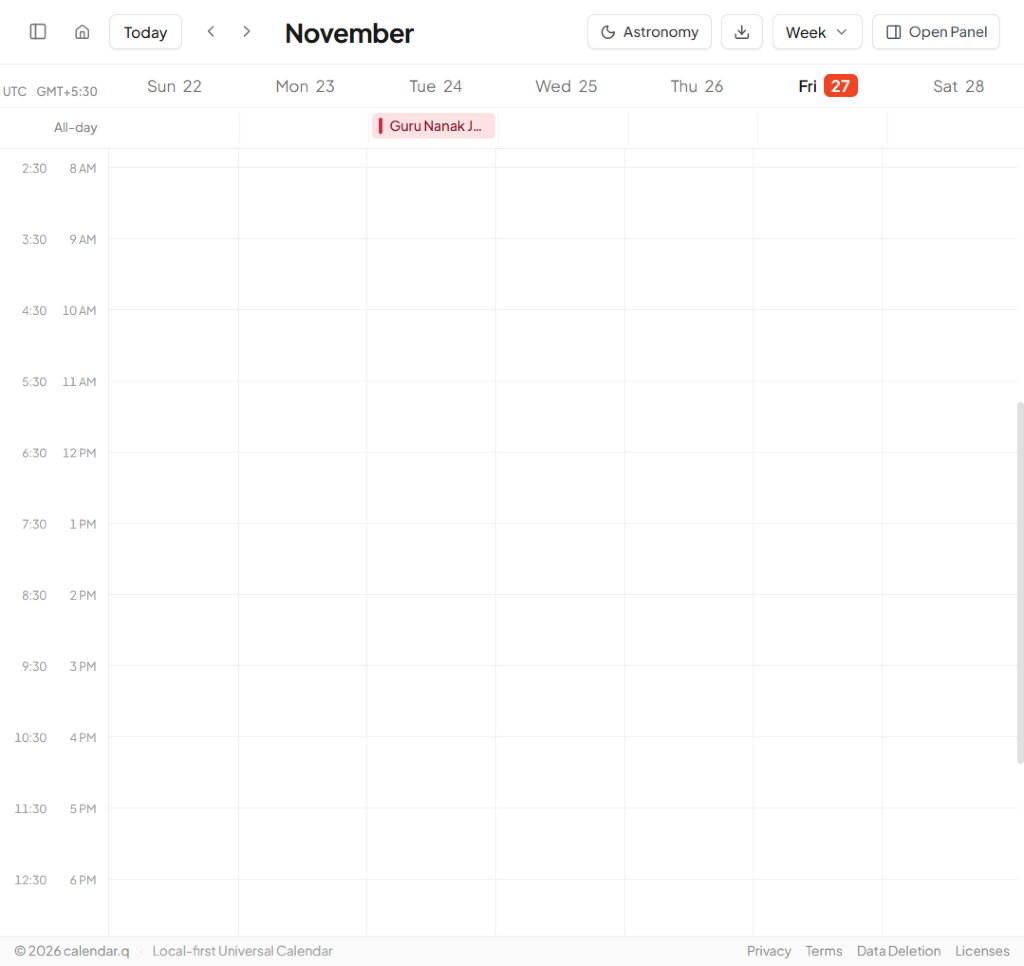 Today November Astronomy Week Open Panel
UTC GMT+5:30 Sun 22 Mon 23 Tue 24 Wed 25 Thu 26 Fri 27 Sat 28
All-day Guru Nanak J...
2:30 8 AM
3:30 9 AM
4:30 10 AM
5:30 11 AM
6:30 12 PM
7:30 1 PM
8:30 2 PM
9:30 3 PM
10:30 4 PM
11:30 5 PM
12:30 6 PM
© 2026 calendar.q · Local-first Universal Calendar Privacy Terms Data Deletion Licenses